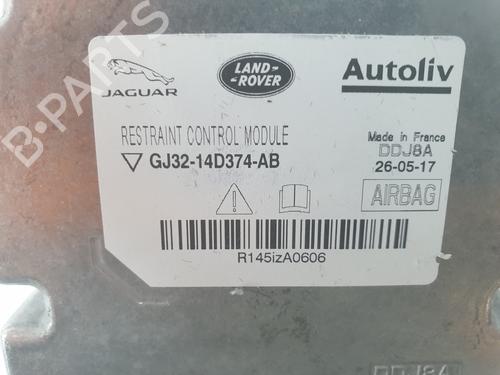 B-PARTS
JAGUAR
LAND-
ROVER
Autoliv
RESTRAINT CONTROL MODULE
GJ32-14D374-AB
Made in France
DDJ8A
26-05-17
AIRBAG
R145izA0606
DDJ8A